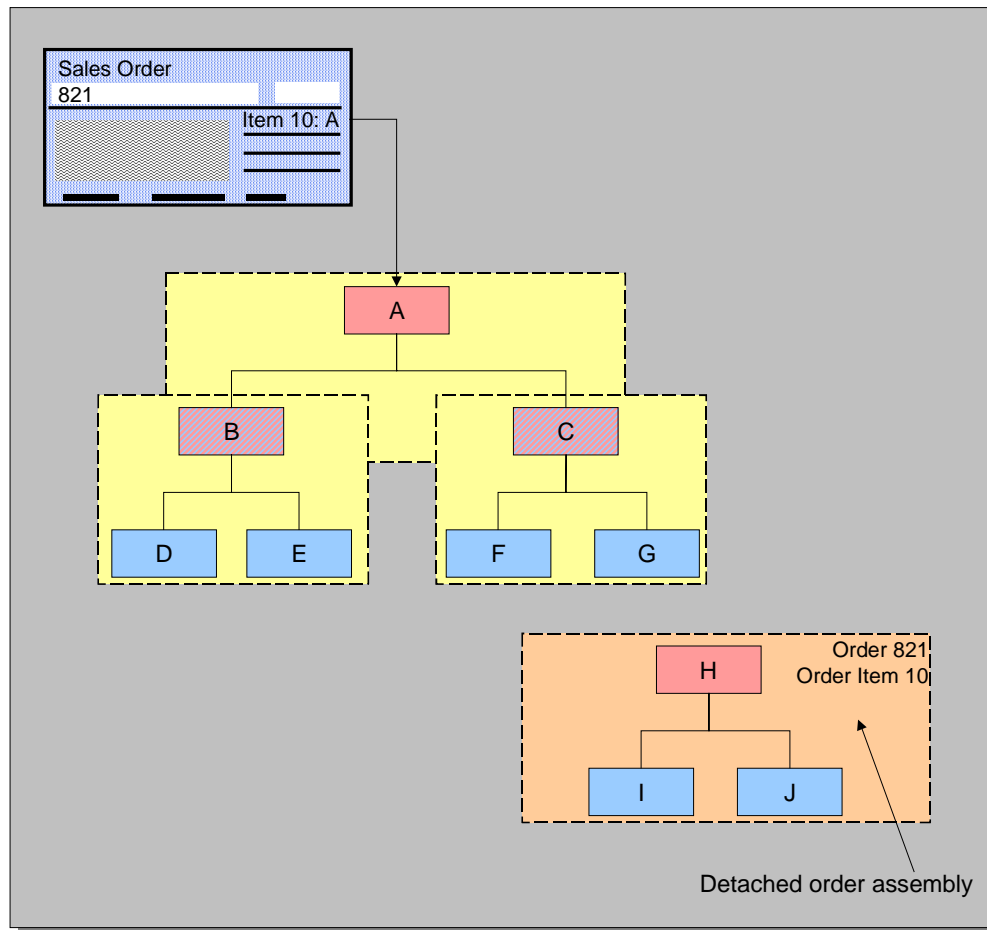 Sales Order
821
Item 10: A
A
B
C
D
E
F
G
Order 821
H
Order Item 10
I
J
Detached order assembly